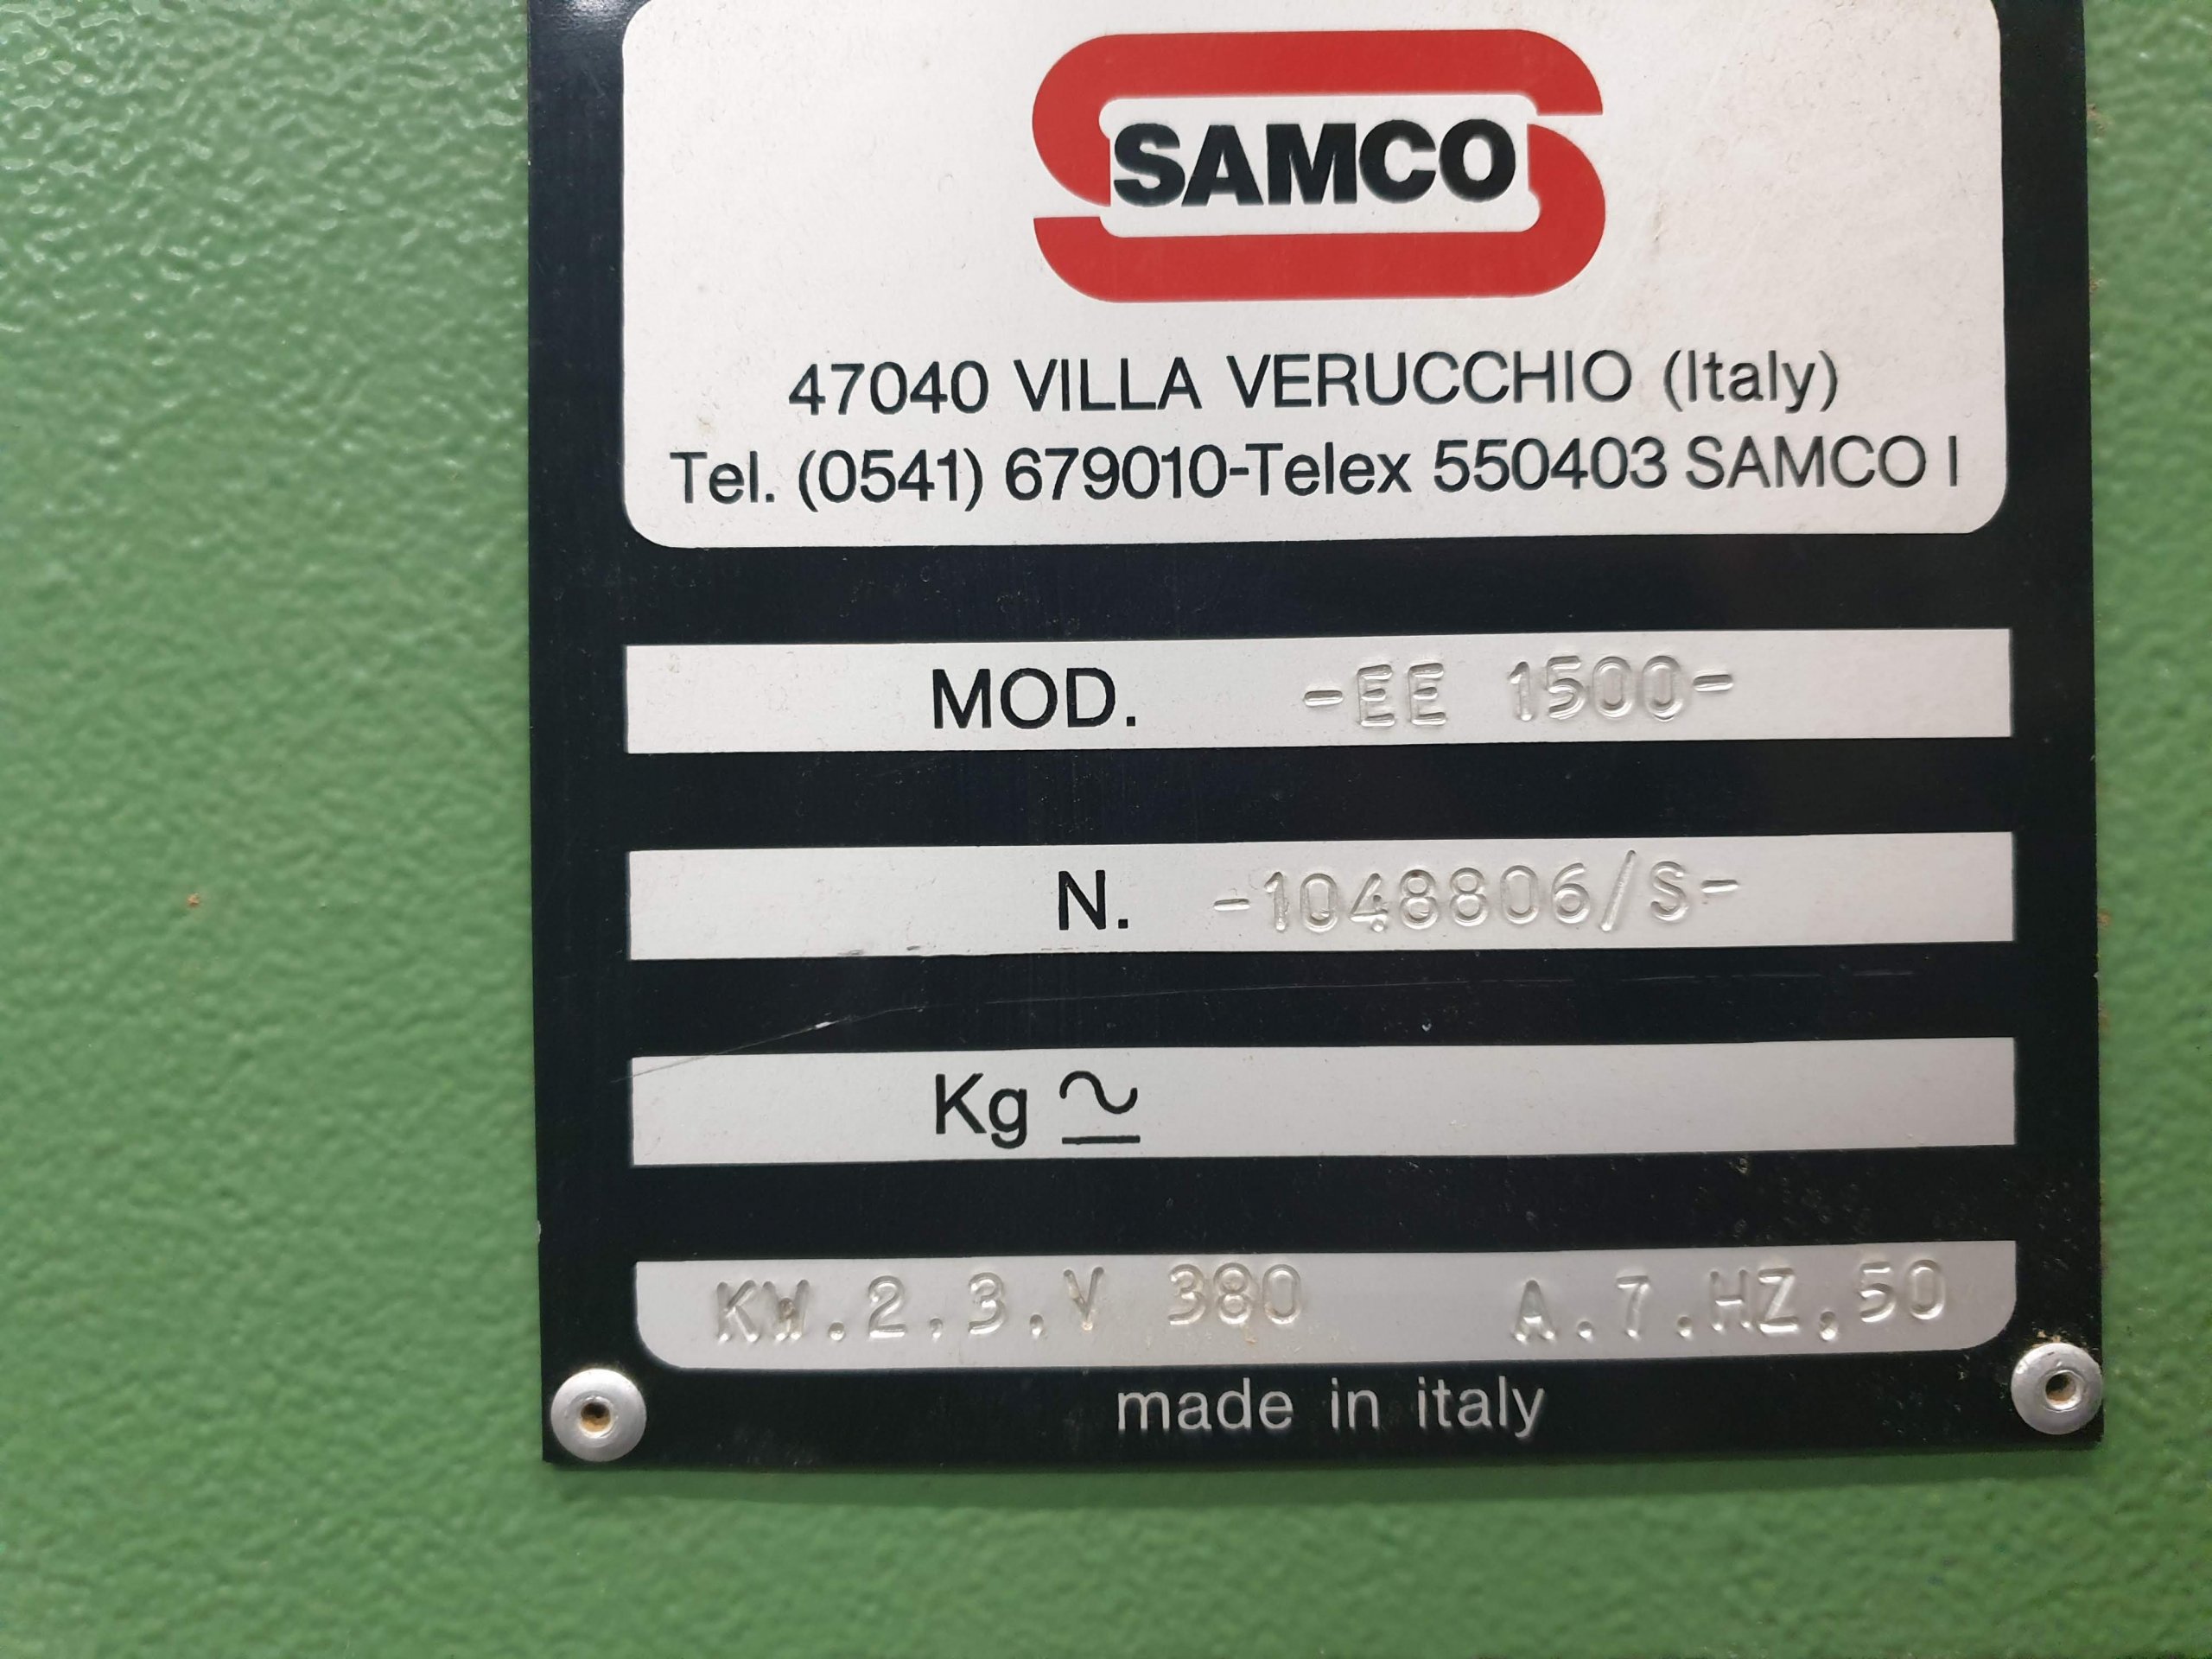 SAMCO
47040 VILLA VERUCCHIO (Italy)
Tel. (0541) 679010-Telex 550403 SAMCO I
MOD. -EE 1500-
N. -1048806/S-
Kg ≃
KW.2,3.V 380 A.7.HZ,50
made in italy